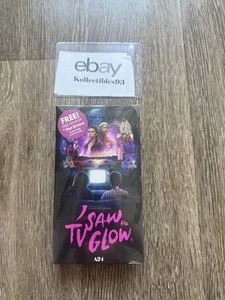 ebay
Kollectibles93
FREE!
I SAW the
TV GLOW
A24